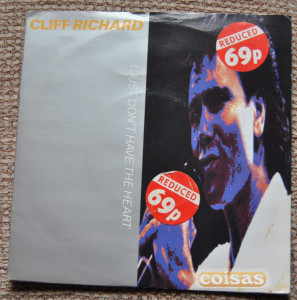 CLIFF RICHARD
I JUST DON'T HAVE THE HEART
REDUCED
69p
REDUCED
69p
coisas